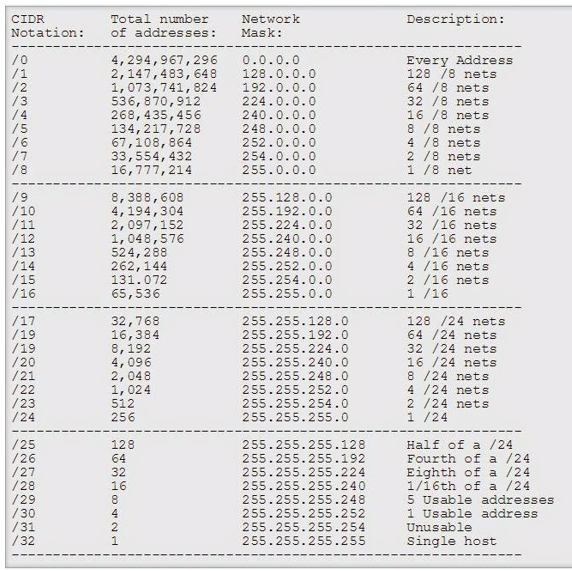 CIDR Total number Network Description:
Notation: of addresses: Mask:
/0 4,294,967,296 0.0.0.0 Every Address
/1 2,147,483,648 128.0.0.0 128 /8 nets
/2 1,073,741,824 192.0.0.0 64 /8 nets
/3 536,870,912 224.0.0.0 32 /8 nets
/4 268,435,456 240.0.0.0 16 /8 nets
/5 134,217,728 248.0.0.0 8 /8 nets
/6 67,108,864 252.0.0.0 4 /8 nets
/7 33,554,432 254.0.0.0 2 /8 nets
/8 16,777,214 255.0.0.0 1 /8 net
/9 8,388,608 255.128.0.0 128 /16 nets
/10 4,194,304 255.192.0.0 64 /16 nets
/11 2,097,152 255.224.0.0 32 /16 nets
/12 1,048,576 255.240.0.0 16 /16 nets
/13 524,288 255.248.0.0 8 /16 nets
/14 262,144 255.252.0.0 4 /16 nets
/15 131.072 255.254.0.0 2 /16 nets
/16 65,536 255.255.0.0 1 /16
/17 32,768 255.255.128.0 128 /24 nets
/19 16,384 255.255.192.0 64 /24 nets
/19 8,192 255.255.224.0 32 /24 nets
/20 4,096 255.255.240.0 16 /24 nets
/21 2,048 255.255.248.0 8 /24 nets
/22 1,024 255.255.252.0 4 /24 nets
/23 512 255.255.254.0 2 /24 nets
/24 256 255.255.255.0 1 /24
/25 128 255.255.255.128 Half of a /24
/26 64 255.255.255.192 Fourth of a /24
/27 32 255.255.255.224 Eighth of a /24
/28 16 255.255.255.240 1/16th of a /24
/29 8 255.255.255.248 5 Usable addresses
/30 4 255.255.255.252 1 Usable address
/31 2 255.255.255.254 Unusable
/32 1 255.255.255.255 Single host